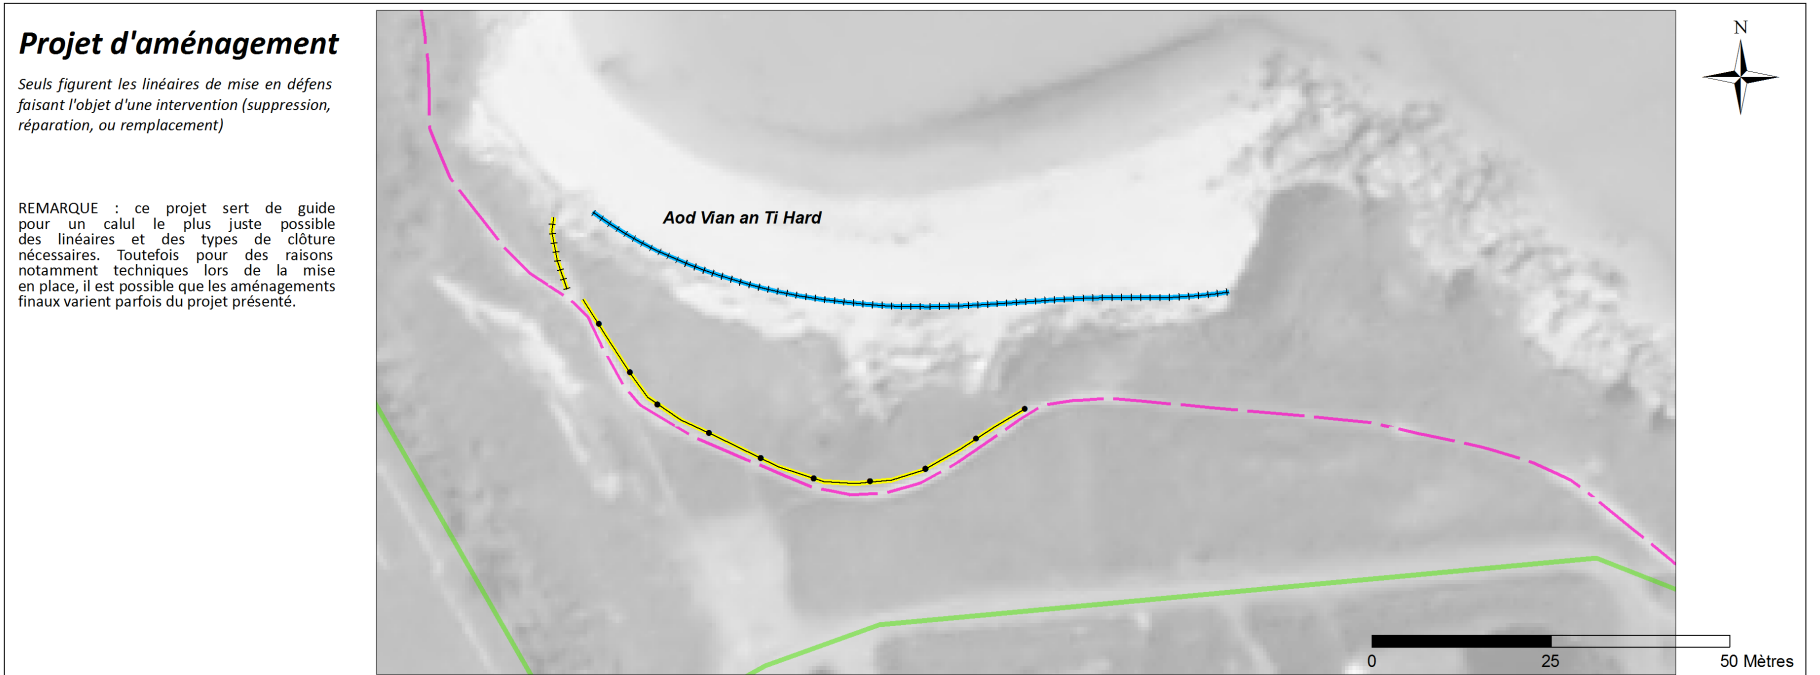 Projet d'aménagement
Seuls figurent les linéaires de mise en défens
faisant l'objet d'une intervention (suppression,
réparation, ou remplacement)
REMARQUE : ce projet sert de guide
pour un calul le plus juste possible
des linéaires et des types de clôture
nécessaires. Toutefois pour des raisons
notamment techniques lors de la mise
en place, il est possible que les aménagements
finaux varient parfois du projet présenté.
Aod Vian an Ti Hard
N
0 25 50 Mètres